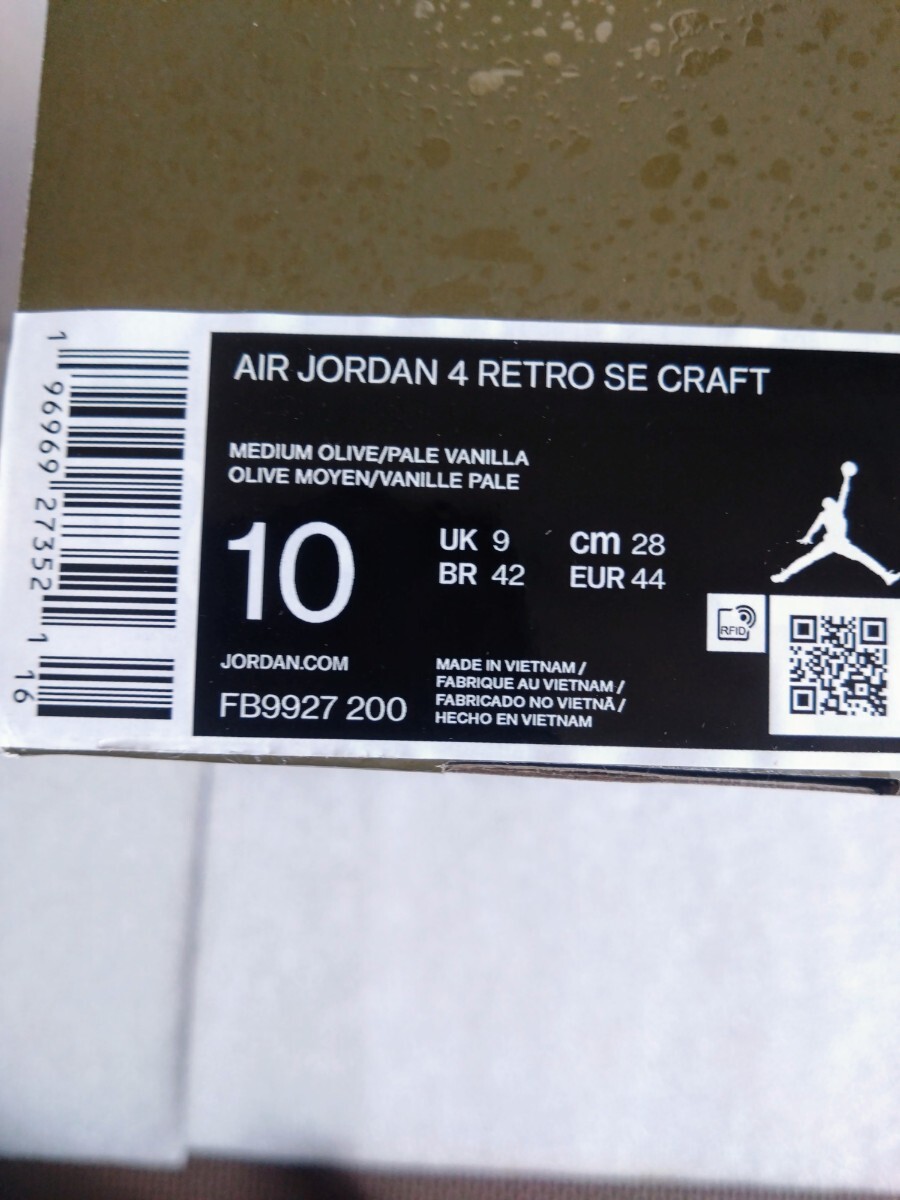 AIR JORDAN 4 RETRO SE CRAFT
MEDIUM OLIVE/PALE VANILLA
OLIVE MOYEN/VANILLE PALE
10
UK 9
cm 28
BR 42
EUR 44
RFID
JORDAN.COM
FB9927 200
MADE IN VIETNAM /
FABRIQUE AU VIETNAM /
FABRICADO NO VIETNÃ /
HECHO EN VIETNAM
1 96969 27352 1 16